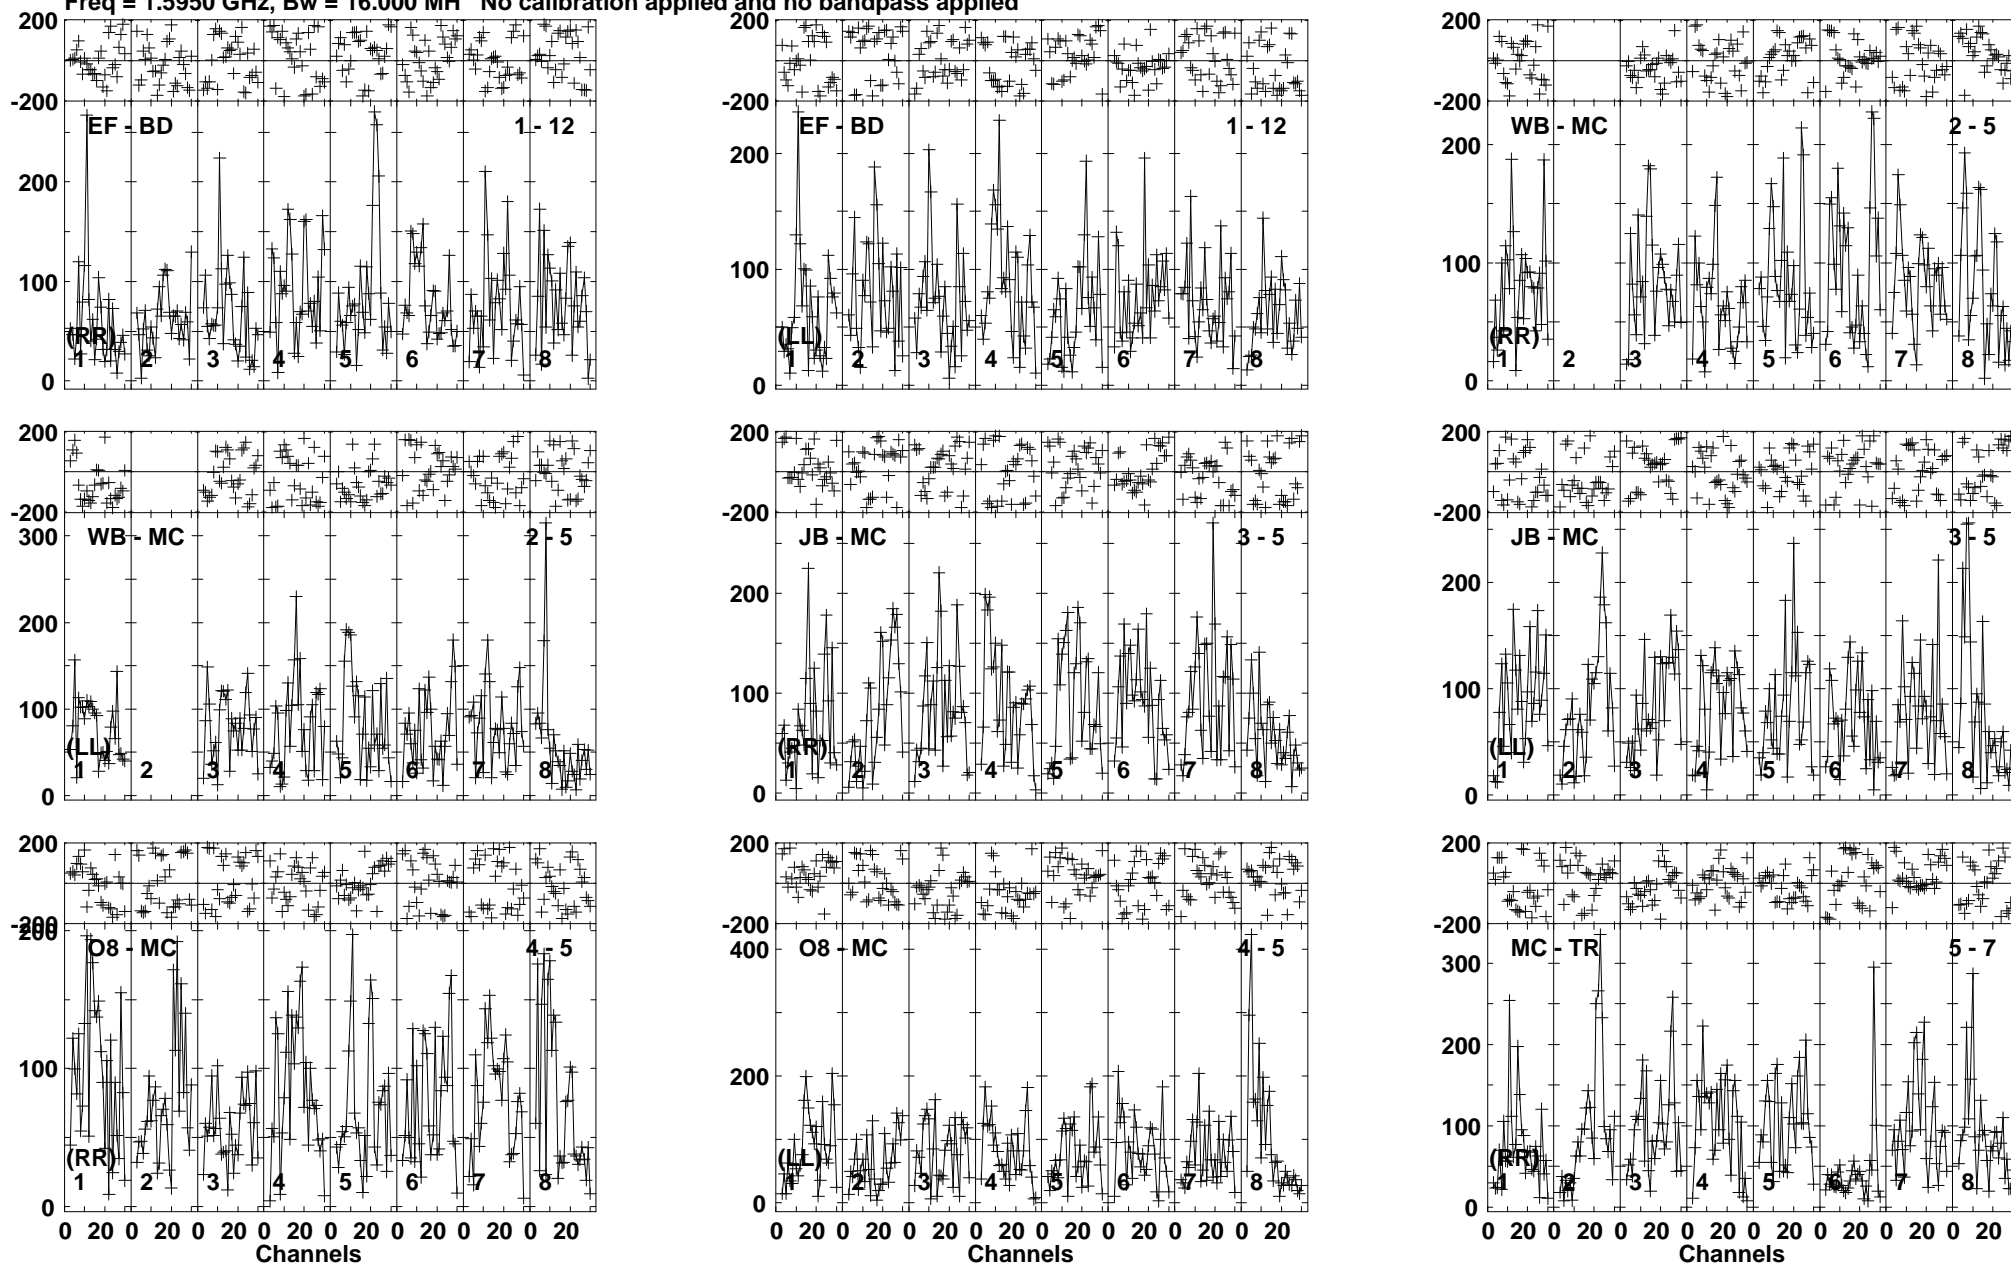 Freq = 1.5950 GHz, Bw = 16.000 MH No calibration applied and no bandpass applied
200 200 200
-200 -200 -200
EF - BD 1 - 12 EF - BD 1 - 12 WB - MC 2 - 5
200 200 200
100 100 100
(RR) (LL) (RR)
1 2 3 4 5 6 7 8 1 2 3 4 5 6 7 8 1 2 3 4 5 6 7 8
0 0 0
200 200 200
-200 -200 -200
300 WB - MC 2 - 5 JB - MC 3 - 5 JB - MC 3 - 5
200 200 200
100 100 100
(LL) (RR) (LL)
1 2 3 4 5 6 7 8 1 2 3 4 5 6 7 8 1 2 3 4 5 6 7 8
0 0 0
200 200 200
-200 -200 -200
200 O8 - MC 4 - 5 400 O8 - MC 4 - 5 300 MC - TR 5 - 7
100 200 200
100
(RR) (LL) (RR)
1 2 3 4 5 6 7 8 1 2 3 4 5 6 7 8 1 2 3 4 5 6 7 8
0 0 0
0 20 0 20 0 20 0 20 0 20 0 20 0 20 0 20 0 20 0 20 0 20 0 20 0 20 0 20 0 20 0 20 0 20 0 20 0 20 0 20 0 20 0 20 0 20 0 20
Channels Channels Channels